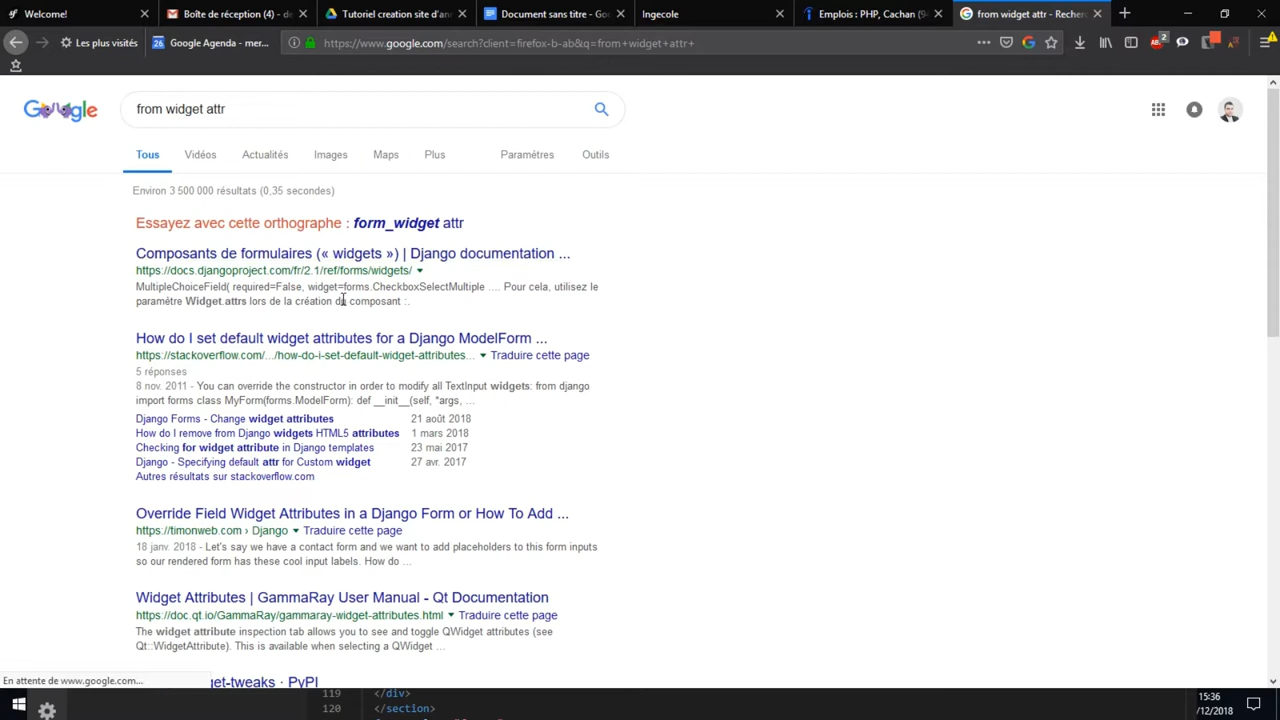 Welcome!
Boîte de réception (4) - de
Tutoriel creation site d'ann
Document sans titre - Goo
Ingecole
Emplois : PHP, Cachan (94
from widget attr - Recher
Les plus visités
26
Google Agenda - mer...
https://www.google.com/search?client=firefox-b-ab&q=from+widget+attr+
2
Google
from widget attr
Tous
Vidéos
Actualités
Images
Maps
Plus
Paramètres
Outils
Environ 3 500 000 résultats (0,35 secondes)
Essayez avec cette orthographe : form_widget attr
Composants de formulaires (« widgets ») | Django documentation ...
https://docs.djangoproject.com/fr/2.1/ref/forms/widgets/
MultipleChoiceField( required=False, widget=forms.CheckboxSelectMultiple .... Pour cela, utilisez le
paramètre Widget.attrs lors de la création du composant :.
How do I set default widget attributes for a Django ModelForm ...
https://stackoverflow.com/.../how-do-i-set-default-widget-attributes... Traduire cette page
5 réponses
8 nov. 2011 - You can override the constructor in order to modify all TextInput widgets: from django
import forms class MyForm(forms.ModelForm): def __init__(self, *args, ...
Django Forms - Change widget attributes 21 août 2018
How do I remove from Django widgets HTML5 attributes 1 mars 2018
Checking for widget attribute in Django templates 23 mai 2017
Django - Specifying default attr for Custom widget 27 avr. 2017
Autres résultats sur stackoverflow.com
Override Field Widget Attributes in a Django Form or How To Add ...
https://timonweb.com › Django Traduire cette page
18 janv. 2018 - Let's say we have a contact form and we want to add placeholders to this form inputs
so our rendered form has these cool input labels. How do ...
Widget Attributes | GammaRay User Manual - Qt Documentation
https://doc.qt.io/GammaRay/gammaray-widget-attributes.html Traduire cette page
The widget attribute inspection tab allows you to see and toggle QWidget attributes (see
Qt::WidgetAttribute). This is available when selecting a QWidget ...
En attente de www.google.com...
get-tweaks · PyPI
119 </div>
120 </section>
15:36
/12/2018